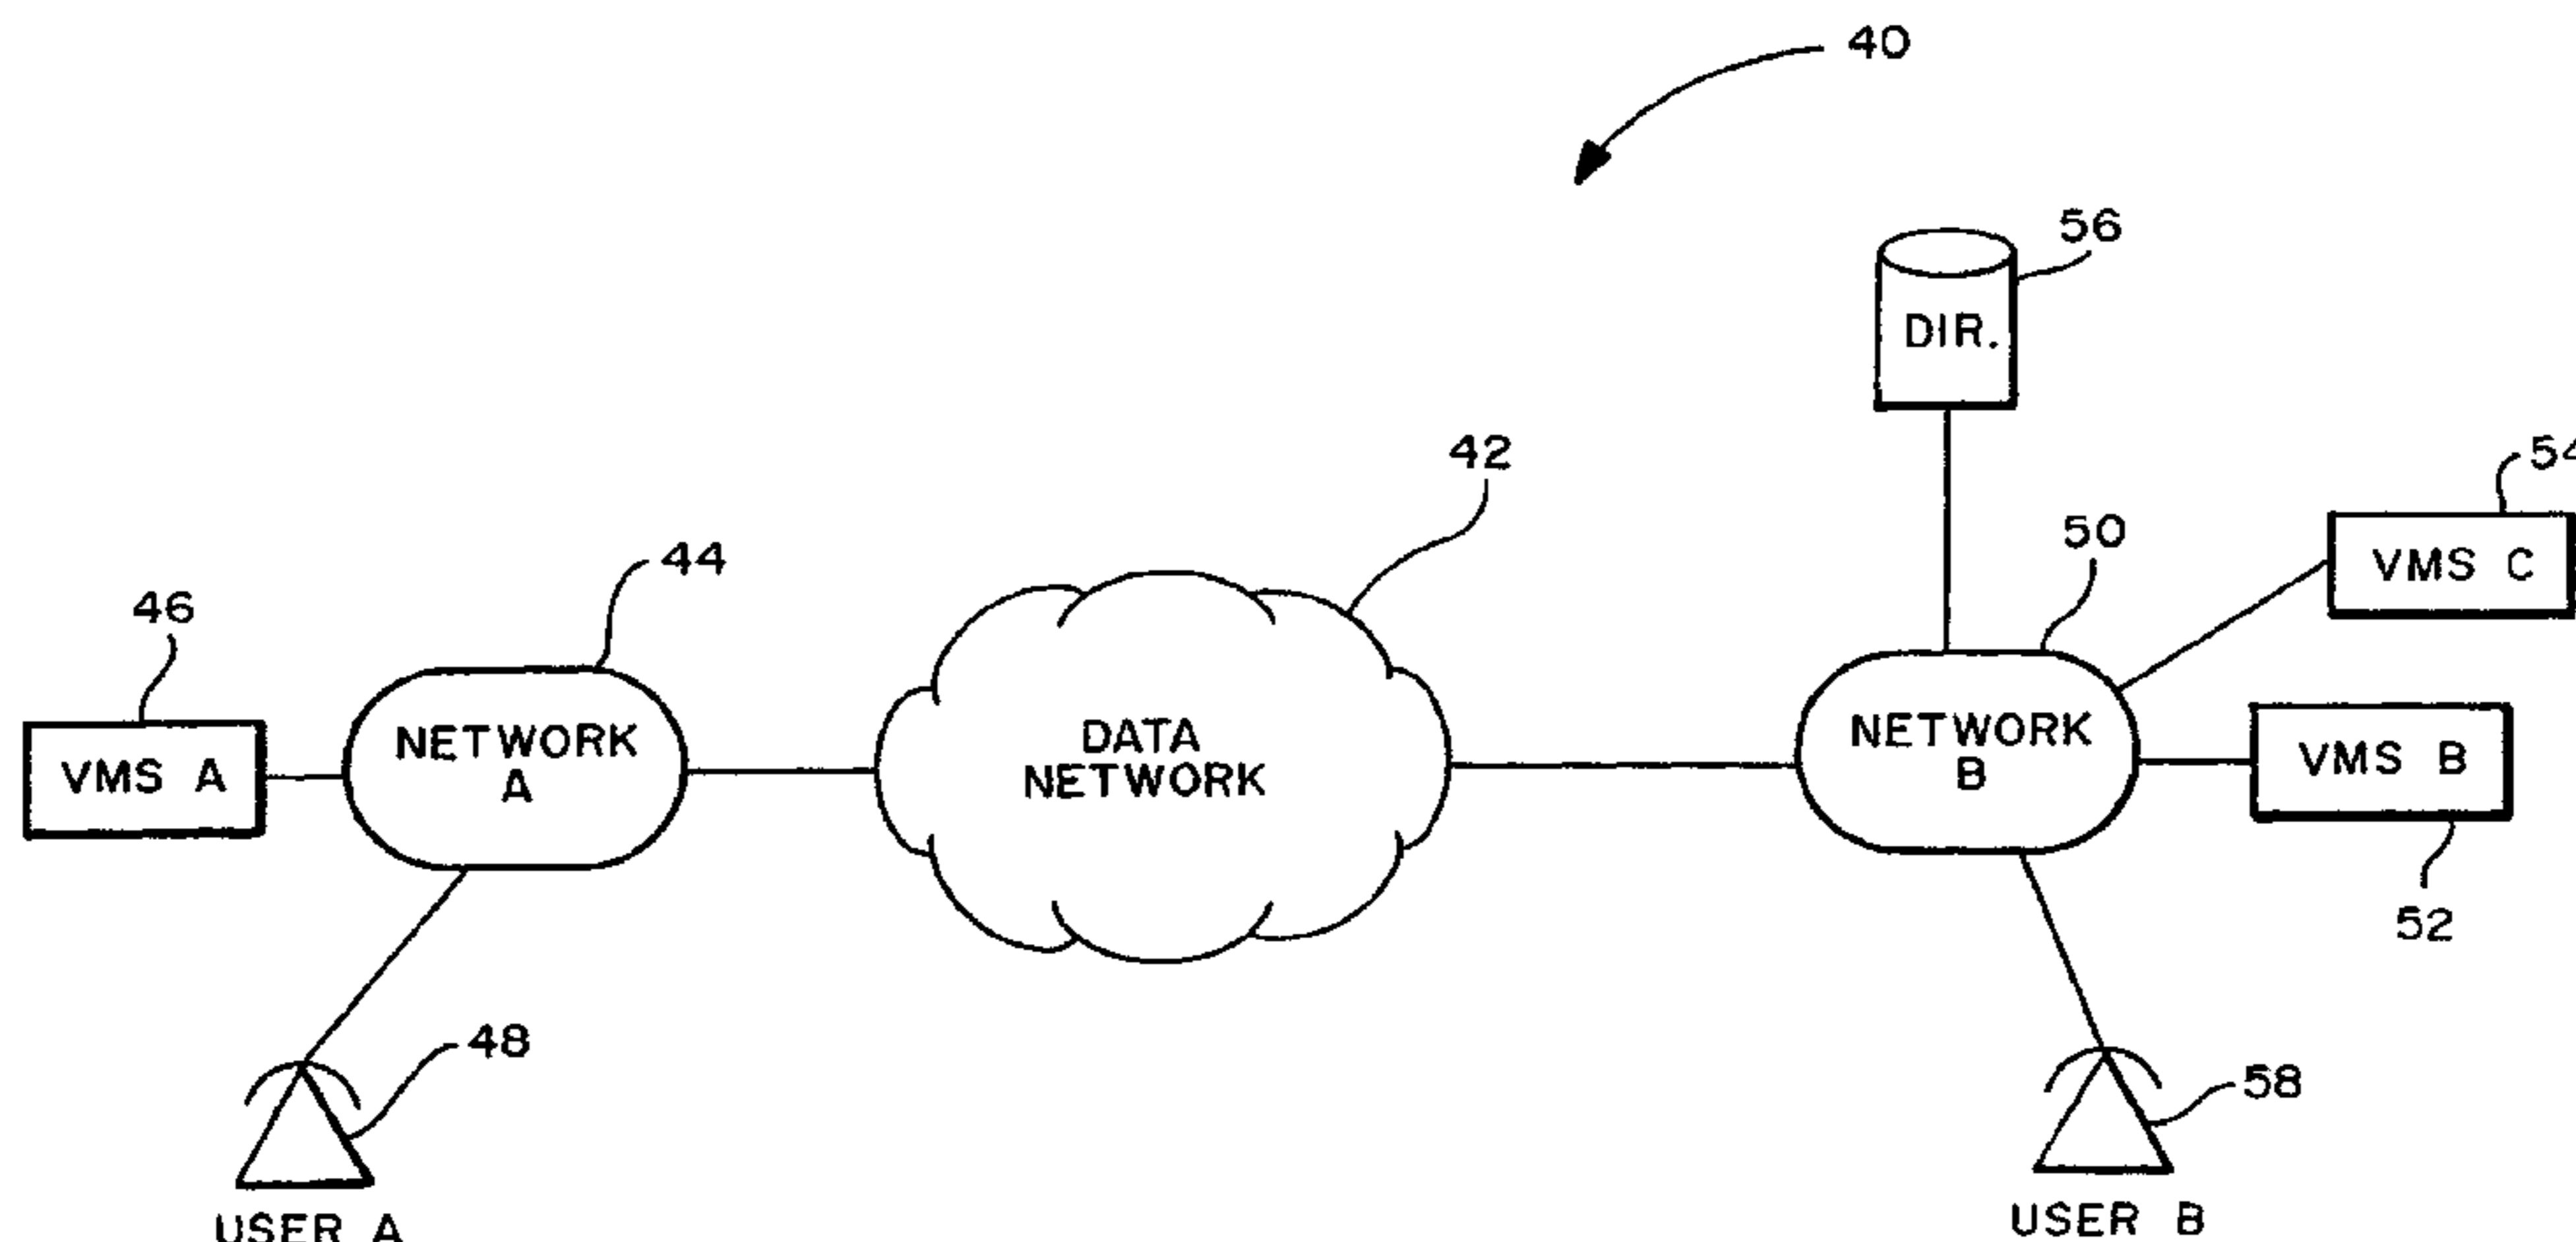 40
56
DIR.
42
54
50
VMS C
44
46
NETWORK
A
DATA
NETWORK
NETWORK
B
VMS A
VMS B
52
48
58
USER A
USER B